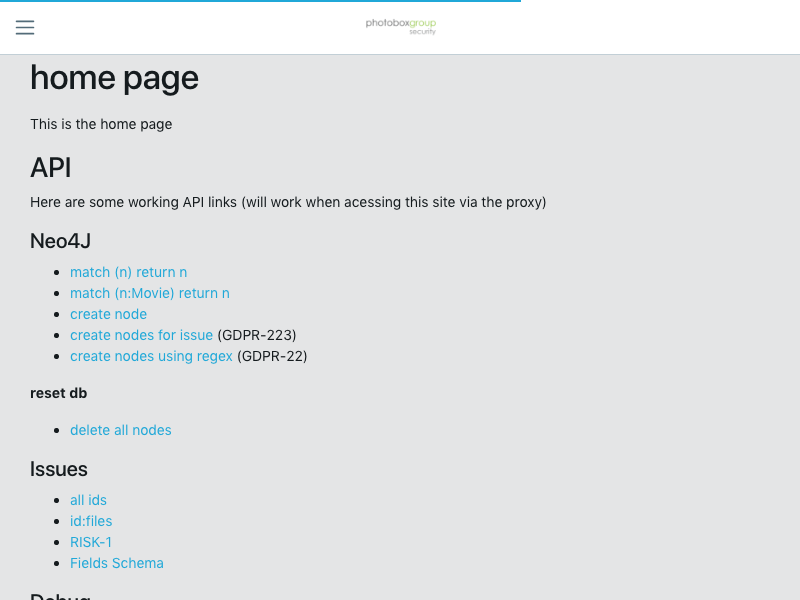 photoboxgroup
security
home page
This is the home page
API
Here are some working API links (will work when acessing this site via the proxy)
Neo4J
match (n) return n
match (n:Movie) return n
create node
create nodes for issue (GDPR-223)
create nodes using regex (GDPR-22)
reset db
delete all nodes
Issues
all ids
id:files
RISK-1
Fields Schema
Debug